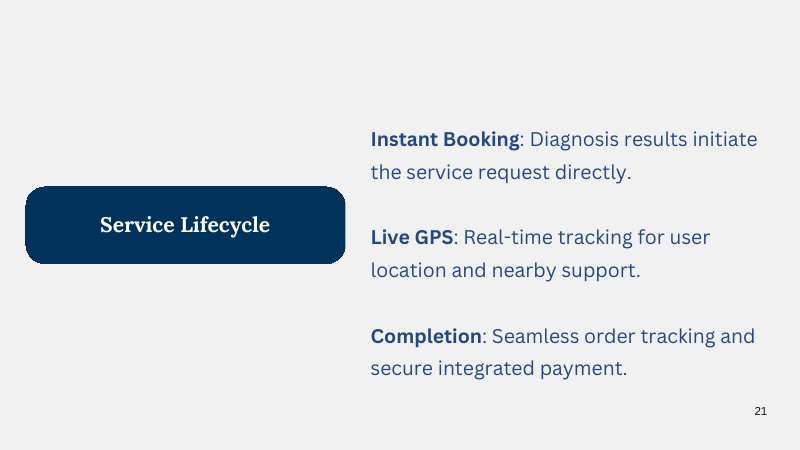 Service Lifecycle
Instant Booking: Diagnosis results initiate
the service request directly.
Live GPS: Real-time tracking for user
location and nearby support.
Completion: Seamless order tracking and
secure integrated payment.
21